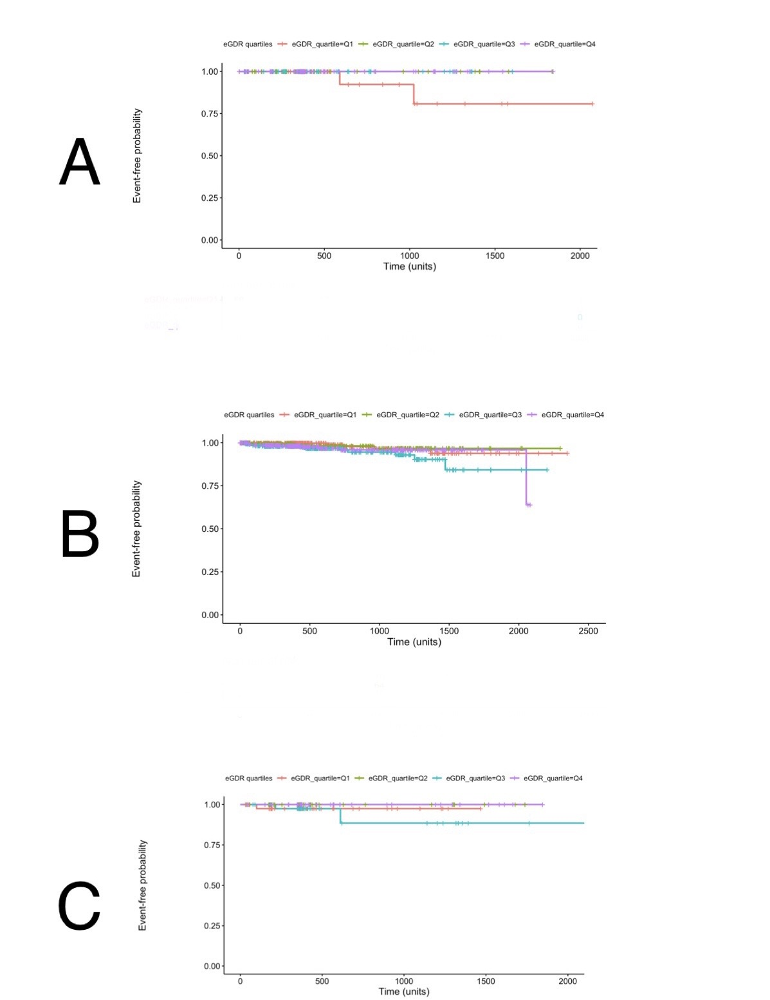 eGDR quartiles eGDR_quartile=Q1 eGDR_quartile=Q2 eGDR_quartile=Q3 eGDR_quartile=Q4
A
Event-free probability
1.00
0.75
0.50
0.25
0.00
0 500 1000 1500 2000
Time (units)
0
eGDR quartiles eGDR_quartile=Q1 eGDR_quartile=Q2 eGDR_quartile=Q3 eGDR_quartile=Q4
B
Event-free probability
1.00
0.75
0.50
0.25
0.00
0 500 1000 1500 2000 2500
Time (units)
eGDR quartiles eGDR_quartile=Q1 eGDR_quartile=Q2 eGDR_quartile=Q3 eGDR_quartile=Q4
C
Event-free probability
1.00
0.75
0.50
0.25
0.00
0 500 1000 1500 2000
Time (units)